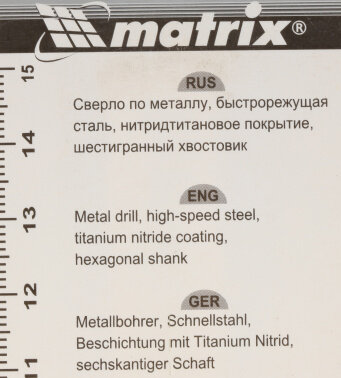 matrix®
15
RUS
Сверло по металлу, быстрорежущая
сталь, нитридтитановое покрытие,
шестигранный хвостовик
14
ENG
13
Metal drill, high-speed steel,
titanium nitride coating,
hexagonal shank
12
GER
Metallbohrer, Schnellstahl,
Beschichtung mit Titanium Nitrid,
sechskantiger Schaft
11